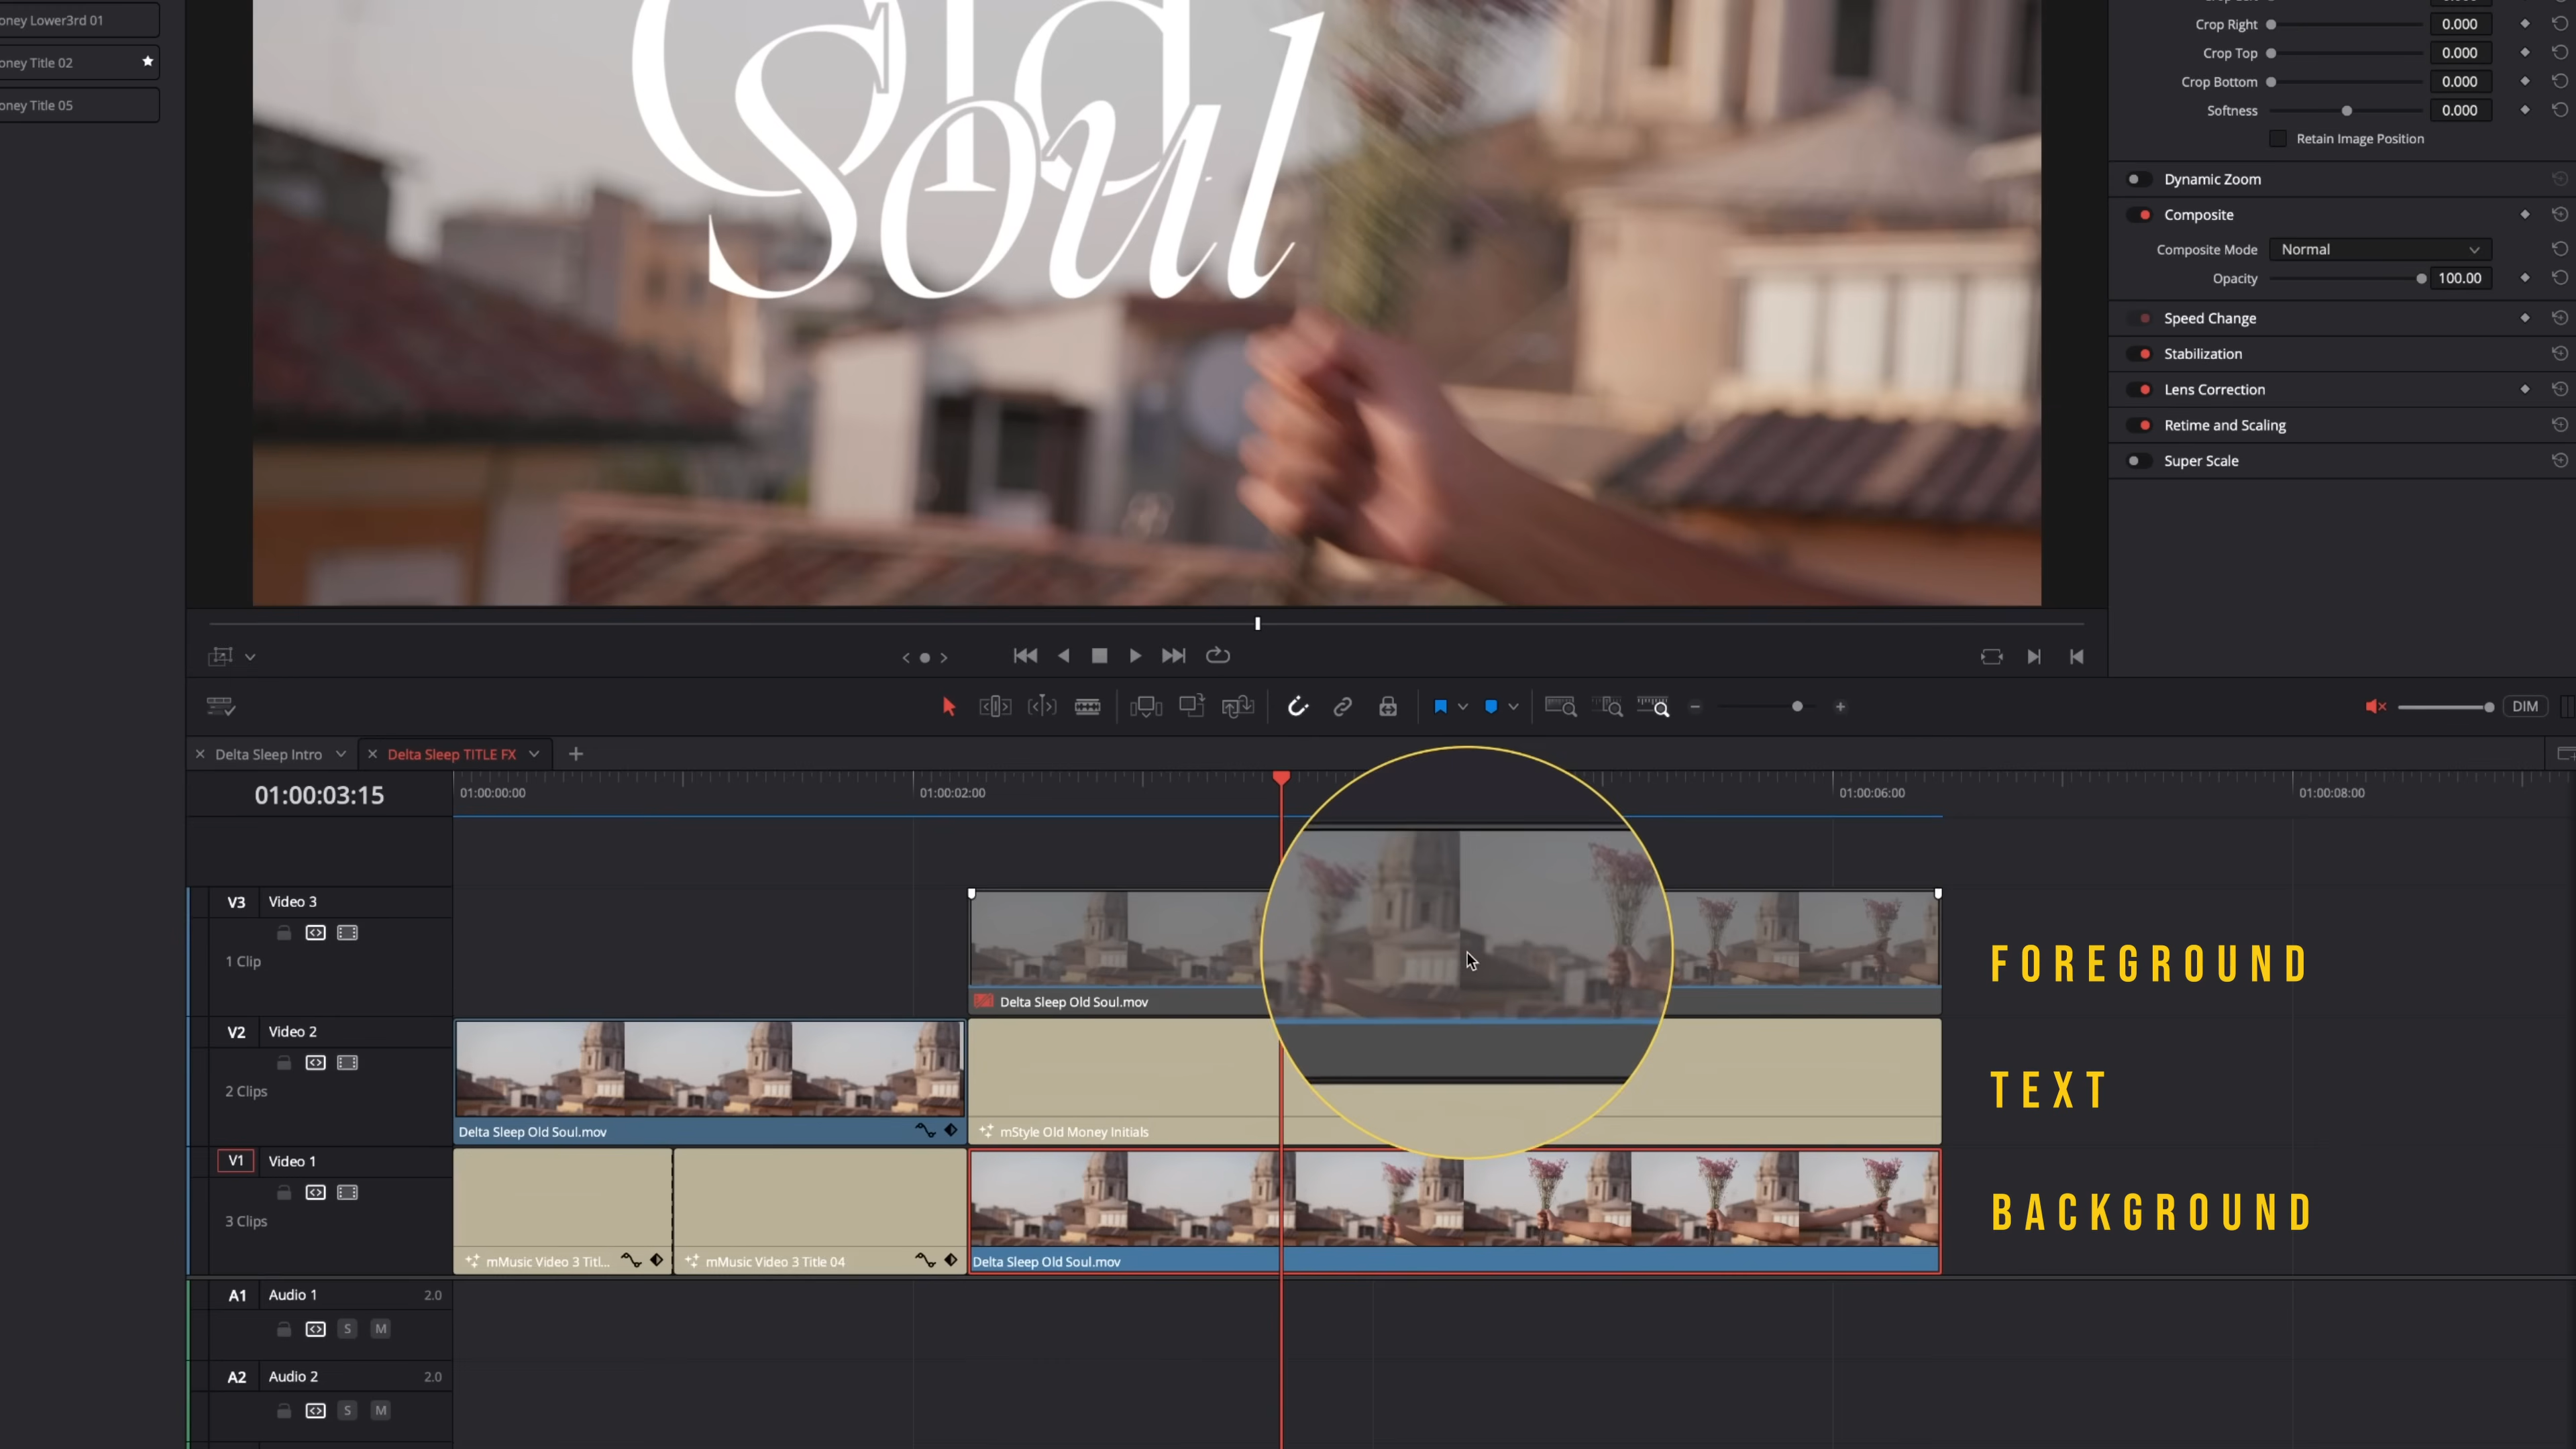 oney Lower3rd 01
oney Title 02
oney Title 05
Old
Soul
Crop Right 0.000
Crop Top 0.000
Crop Bottom 0.000
Softness 0.000
Retain Image Position
Dynamic Zoom
Composite
Composite Mode Normal
Opacity 100.00
Speed Change
Stabilization
Lens Correction
Retime and Scaling
Super Scale
DIM
Delta Sleep Intro
Delta Sleep TITLE FX
01:00:03:15
01:00:00:00
01:00:02:00
01:00:06:00
01:00:08:00
V3 Video 3
1 Clip
Delta Sleep Old Soul.mov
FOREGROUND
V2 Video 2
2 Clips
Delta Sleep Old Soul.mov
mStyle Old Money Initials
TEXT
V1 Video 1
3 Clips
mMusic Video 3 Titl...
mMusic Video 3 Title 04
Delta Sleep Old Soul.mov
BACKGROUND
A1 Audio 1 2.0
S M
A2 Audio 2 2.0
S M